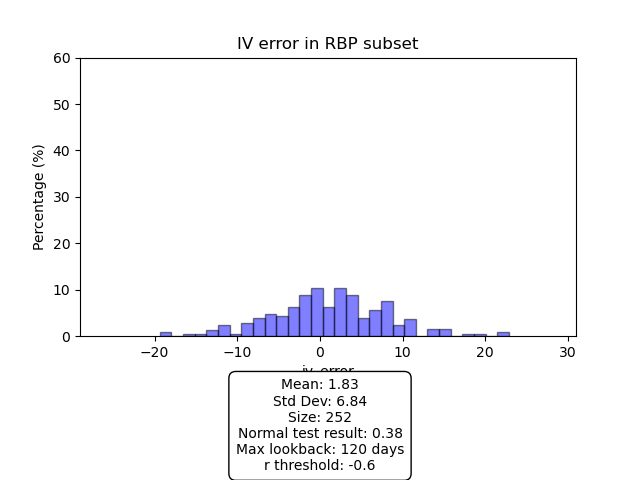 IV error in RBP subset
60
50
40
30
20
10
0
Percentage (%)
−20
−10
0
10
20
30
iv_error
Mean: 1.83
Std Dev: 6.84
Size: 252
Normal test result: 0.38
Max lookback: 120 days
r threshold: -0.6